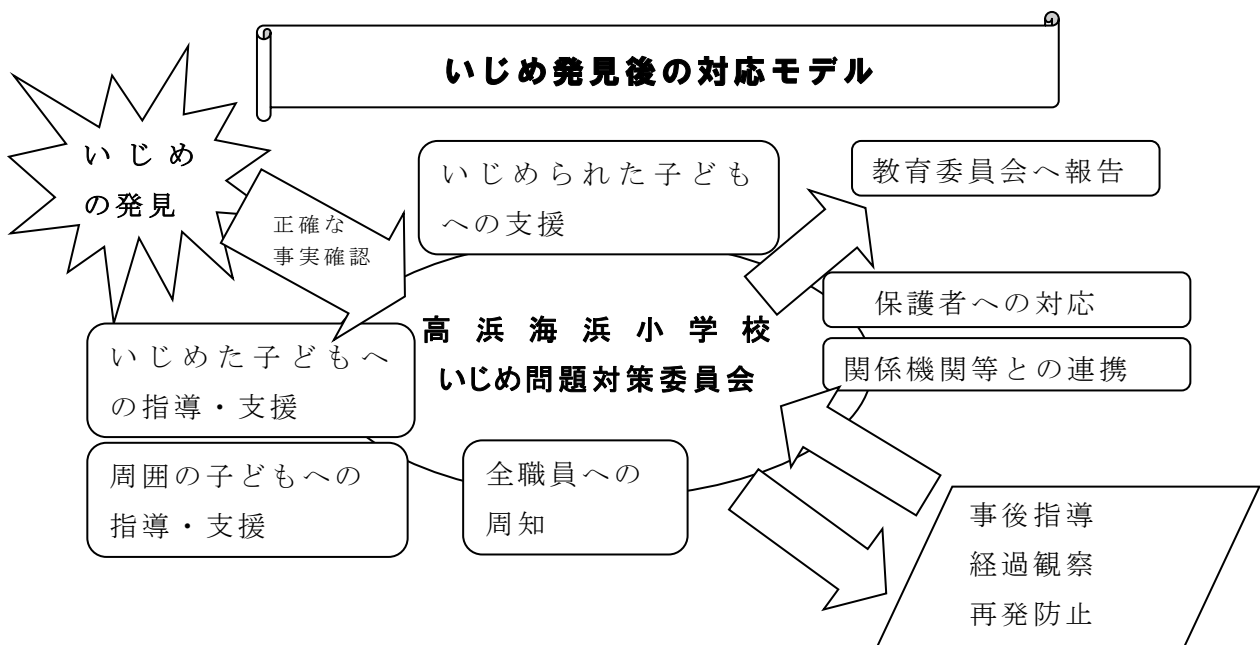 いじめ発見後の対応モデル
いじめ
の発見
正確な
事実確認
いじめられた子ども
への支援
教育委員会へ報告
保護者への対応
関係機関等との連携
高浜海浜小学校
いじめ問題対策委員会
いじめた子どもへ
の指導・支援
周囲の子どもへの
指導・支援
全職員への
周知
事後指導
経過観察
再発防止